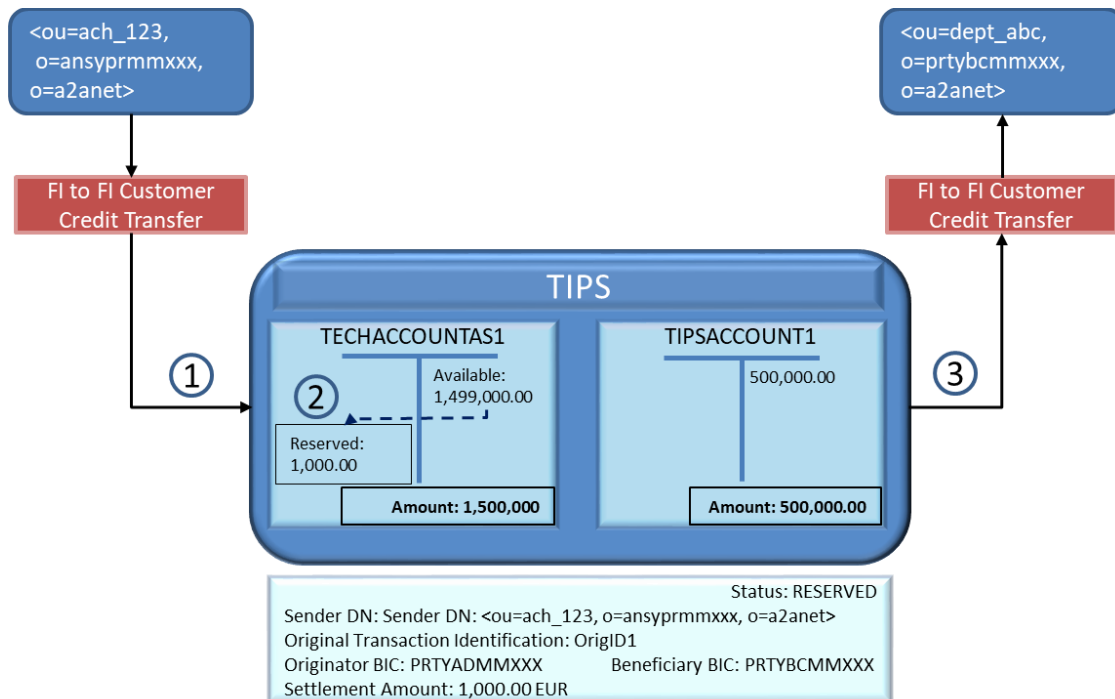 <ou=ach_123,
o=ansyprmmxxx,
o=a2anet>
<ou=dept_abc,
o=prtybcmmxxx,
o=a2anet>
FI to FI Customer
Credit Transfer
FI to FI Customer
Credit Transfer
TIPS
TECHACCOUNTAS1
TIPSACCOUNT1
1
2
3
Available:
1,499,000.00
500,000.00
Reserved:
1,000.00
Amount: 1,500,000
Amount: 500,000.00
Status: RESERVED
Sender DN: Sender DN: <ou=ach_123, o=ansyprmmxxx, o=a2anet>
Original Transaction Identification: OrigID1
Originator BIC: PRTYADMMXXX Beneficiary BIC: PRTYBCMMXXX
Settlement Amount: 1,000.00 EUR